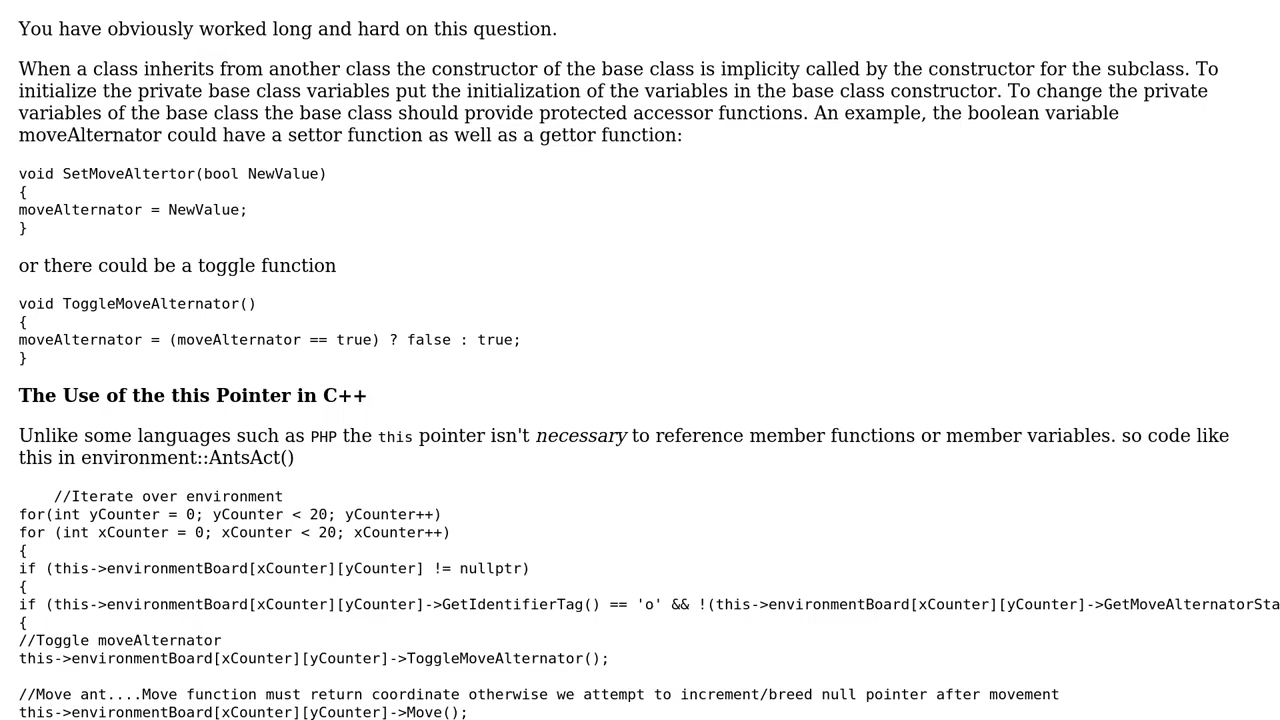 You have obviously worked long and hard on this question.
When a class inherits from another class the constructor of the base class is implicity called by the constructor for the subclass. To
initialize the private base class variables put the initialization of the variables in the base class constructor. To change the private
variables of the base class the base class should provide protected accessor functions. An example, the boolean variable
moveAlternator could have a settor function as well as a gettor function:
void SetMoveAltertor(bool NewValue)
{
moveAlternator = NewValue;
}
or there could be a toggle function
void ToggleMoveAlternator()
{
moveAlternator = (moveAlternator == true) ? false : true;
}
The Use of the this Pointer in C++
Unlike some languages such as PHP the this pointer isn't necessary to reference member functions or member variables. so code like
this in environment::AntsAct()
//Iterate over environment
for(int yCounter = 0; yCounter < 20; yCounter++)
for (int xCounter = 0; xCounter < 20; xCounter++)
{
if (this->environmentBoard[xCounter][yCounter] != nullptr)
{
if (this->environmentBoard[xCounter][yCounter]->GetIdentifierTag() == 'o' && !(this->environmentBoard[xCounter][yCounter]->GetMoveAlternatorSta
{
//Toggle moveAlternator
this->environmentBoard[xCounter][yCounter]->ToggleMoveAlternator();
//Move ant....Move function must return coordinate otherwise we attempt to increment/breed null pointer after movement
this->environmentBoard[xCounter][yCounter]->Move();